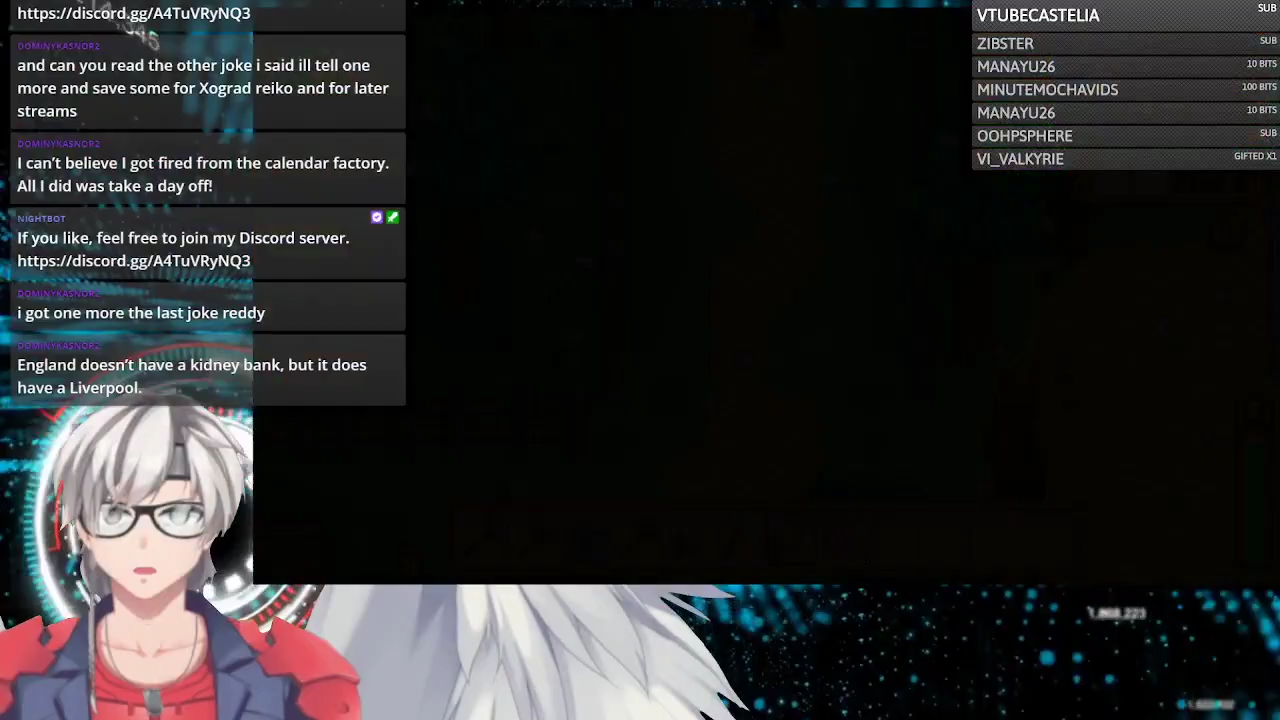 https://discord.gg/A4TuVRyNQ3
DOMINYKASNOR2
and can you read the other joke i said ill tell one
more and save some for Xograd reiko and for later
streams
DOMINYKASNOR2
I can’t believe I got fired from the calendar factory.
All I did was take a day off!
NIGHTBOT
If you like, feel free to join my Discord server.
https://discord.gg/A4TuVRyNQ3
DOMINYKASNOR2
i got one more the last joke reddy
DOMINYKASNOR2
England doesn’t have a kidney bank, but it does
have a Liverpool.
VTUBECASTELIA SUB
ZIBSTER SUB
MANAYU26 10 BITS
MINUTEMOCHAVIDS 100 BITS
MANAYU26 10 BITS
OOHPSPHERE SUB
VI_VALKYRIE GIFTED X1